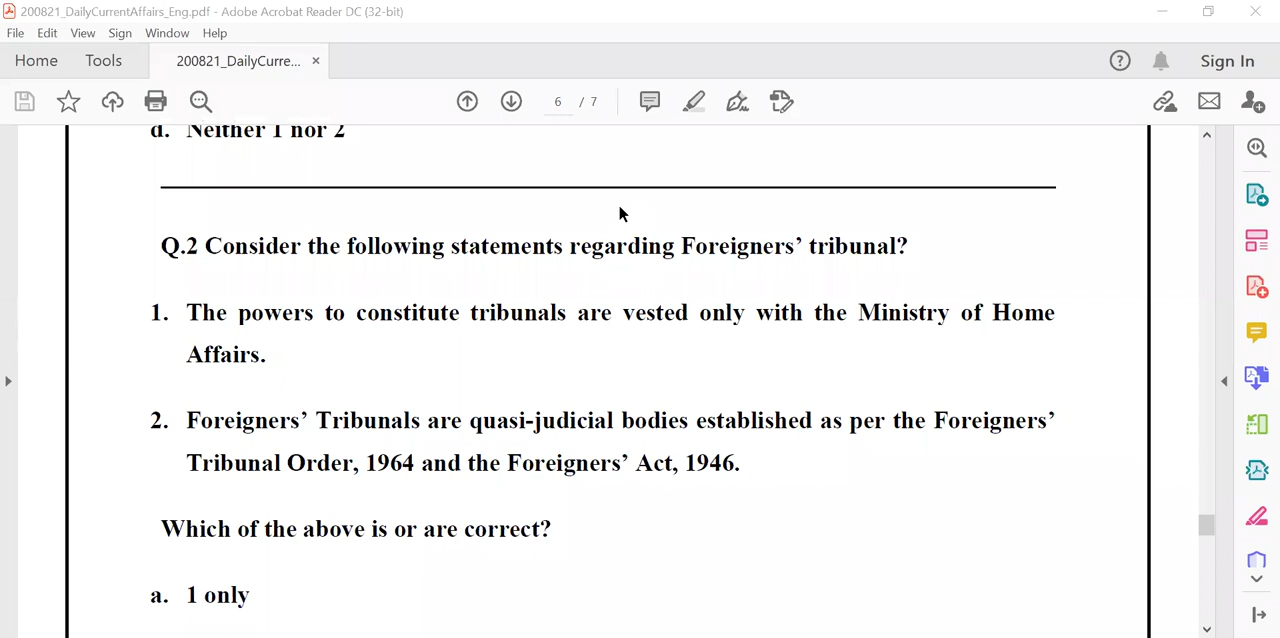 200821_DailyCurrentAffairs_Eng.pdf - Adobe Acrobat Reader DC (32-bit)
File Edit View Sign Window Help
Home Tools 200821_DailyCurre... × Sign In
6 / 7
d. Neither 1 nor 2
Q.2 Consider the following statements regarding Foreigners’ tribunal?
1. The powers to constitute tribunals are vested only with the Ministry of Home
Affairs.
2. Foreigners’ Tribunals are quasi-judicial bodies established as per the Foreigners’
Tribunal Order, 1964 and the Foreigners’ Act, 1946.
Which of the above is or are correct?
a. 1 only